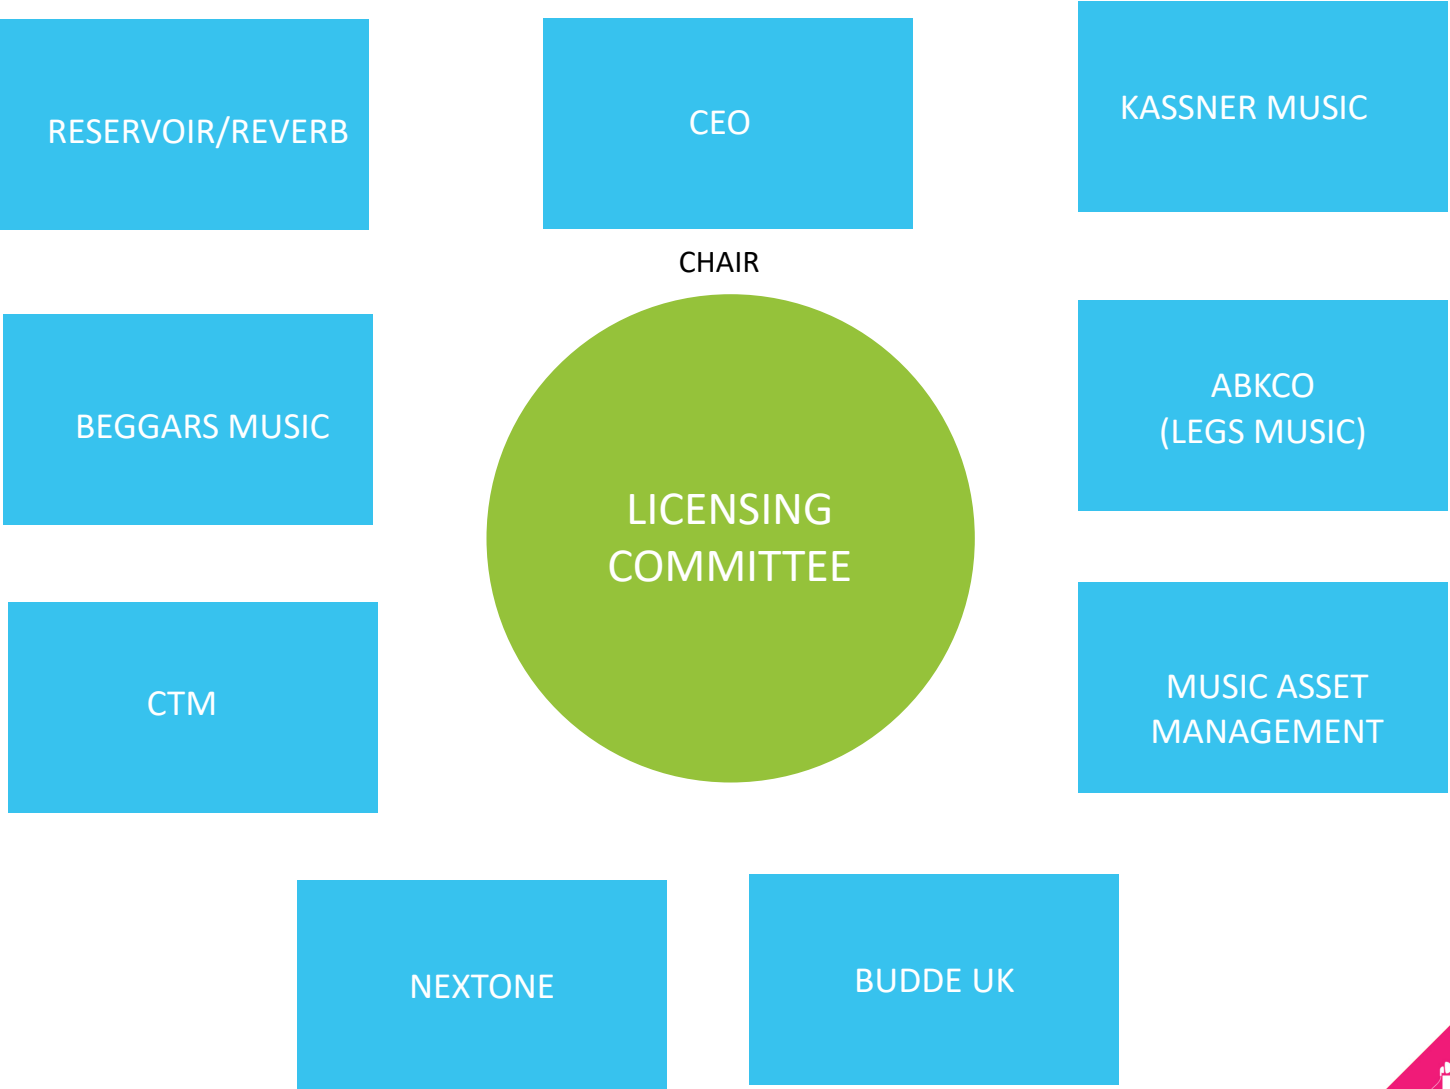 RESERVOIR/REVERB
CEO
KASSNER MUSIC
CHAIR
BEGGARS MUSIC
ABKCO
(LEGS MUSIC)
LICENSING
COMMITTEE
CTM
MUSIC ASSET
MANAGEMENT
NEXTONE
BUDDE UK